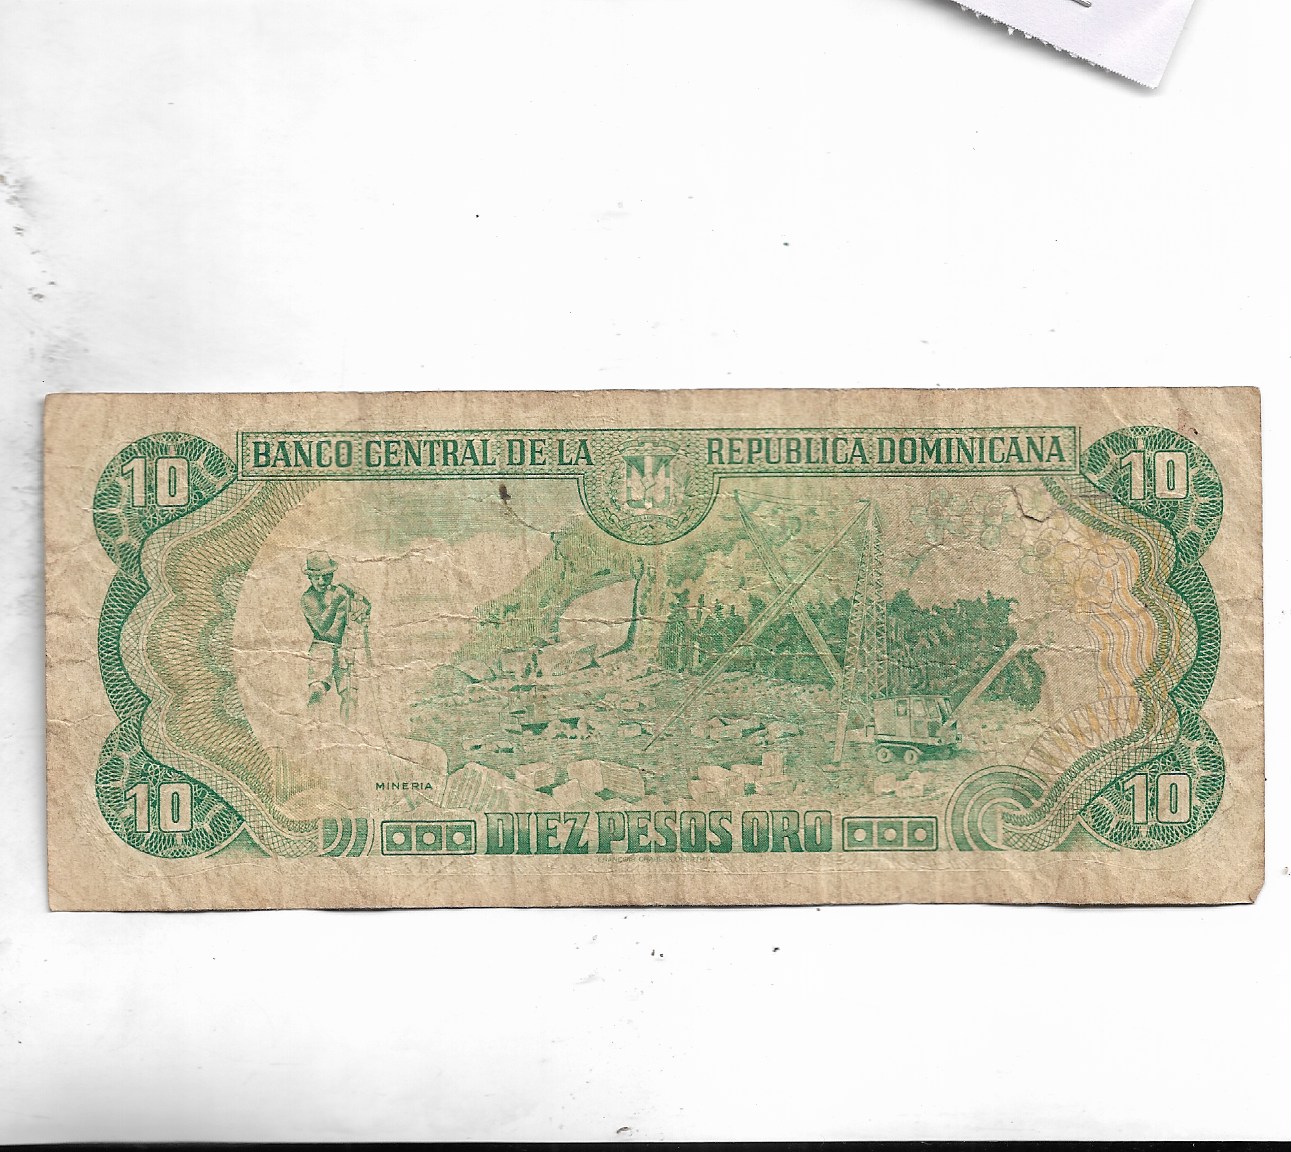 BANCO CENTRAL DE LA REPUBLICA DOMINICANA
10 10
MINERIA
10 10
DIEZ PESOS ORO